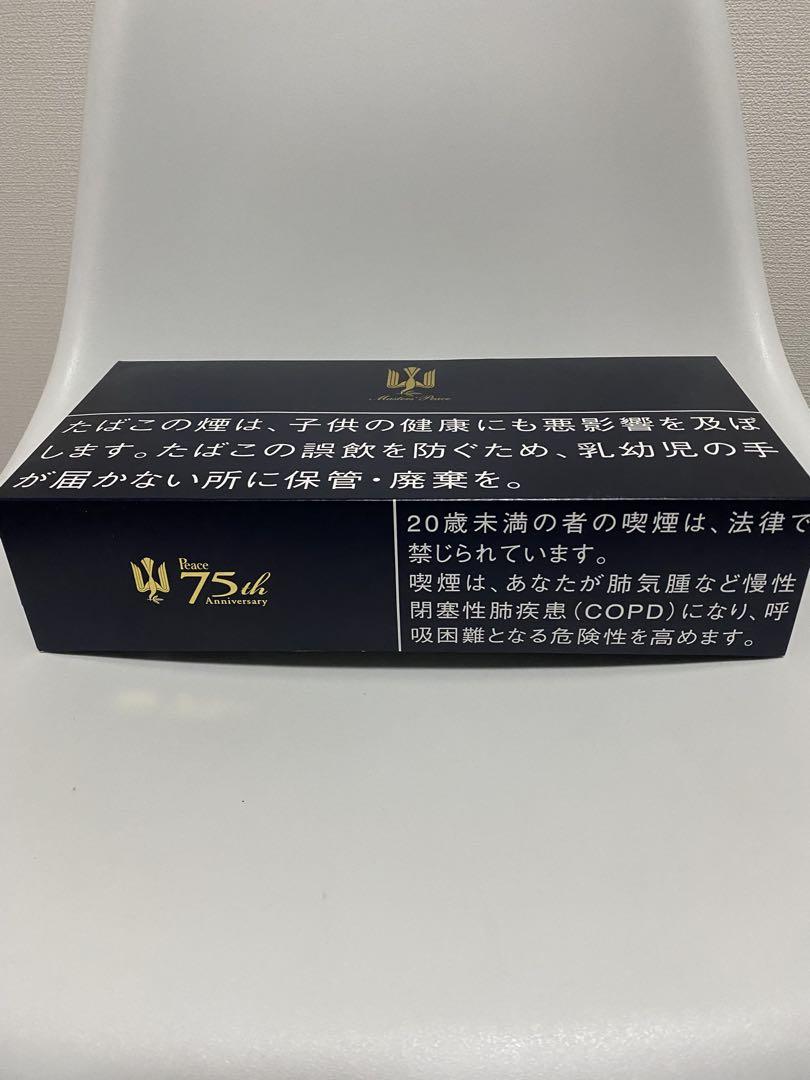 Masters' Peace
たばこの煙は、子供の健康にも悪影響を及ぼ
します。たばこの誤飲を防ぐため、乳幼児の手
が届かない所に保管・廃棄を。
Peace
75th
Anniversary
20歳未満の者の喫煙は、法律で
禁じられています。
喫煙は、あなたが肺気腫など慢性
閉塞性肺疾患(COPD)になり、呼
吸困難となる危険性を高めます。